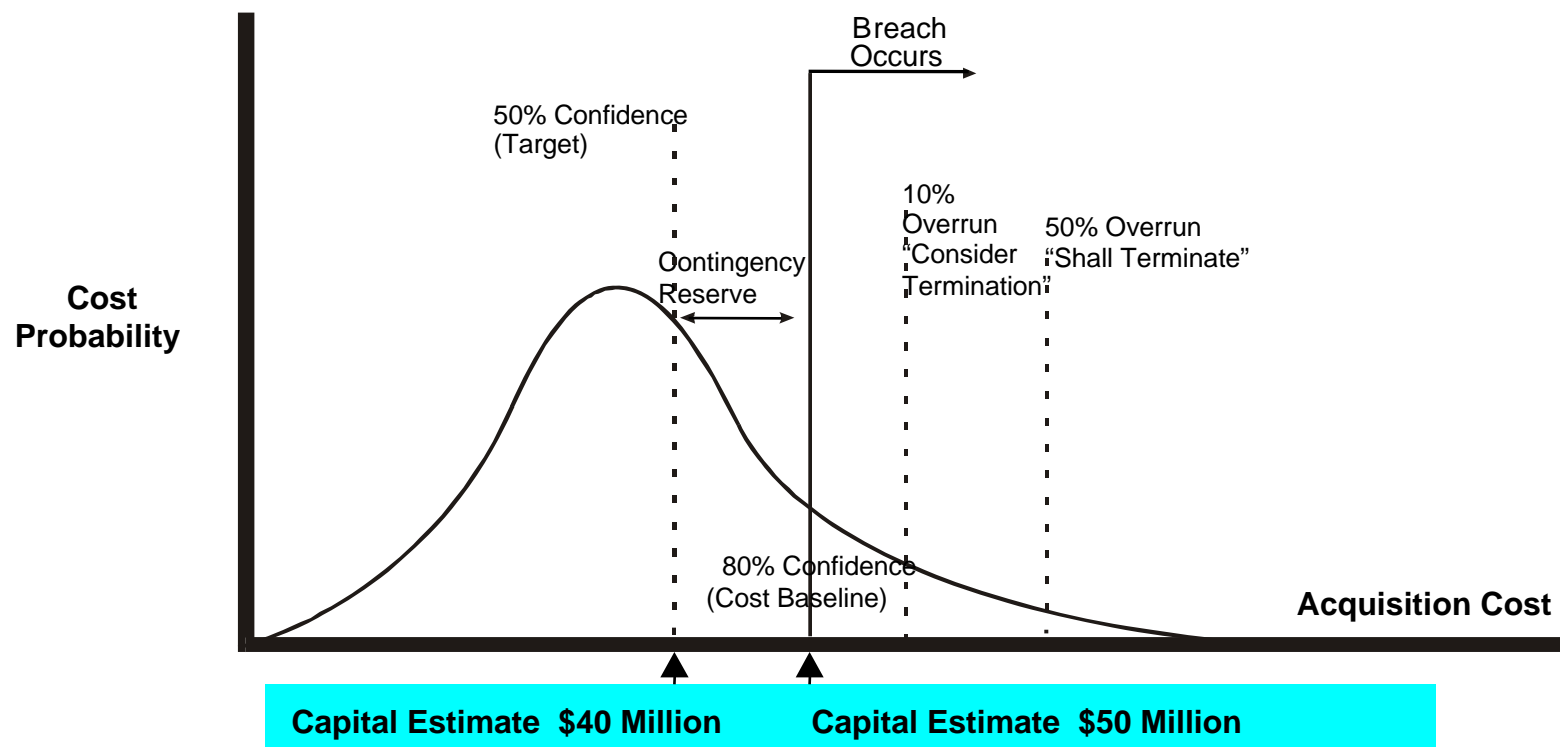 Breach
Occurs
50% Confidence
(Target)
10%
Overrun
“Consider
Termination”
50% Overrun
“Shall Terminate”
Contingency
Reserve
Cost
Probability
80% Confidence
(Cost Baseline)
Acquisition Cost
Capital Estimate $40 Million
Capital Estimate $50 Million